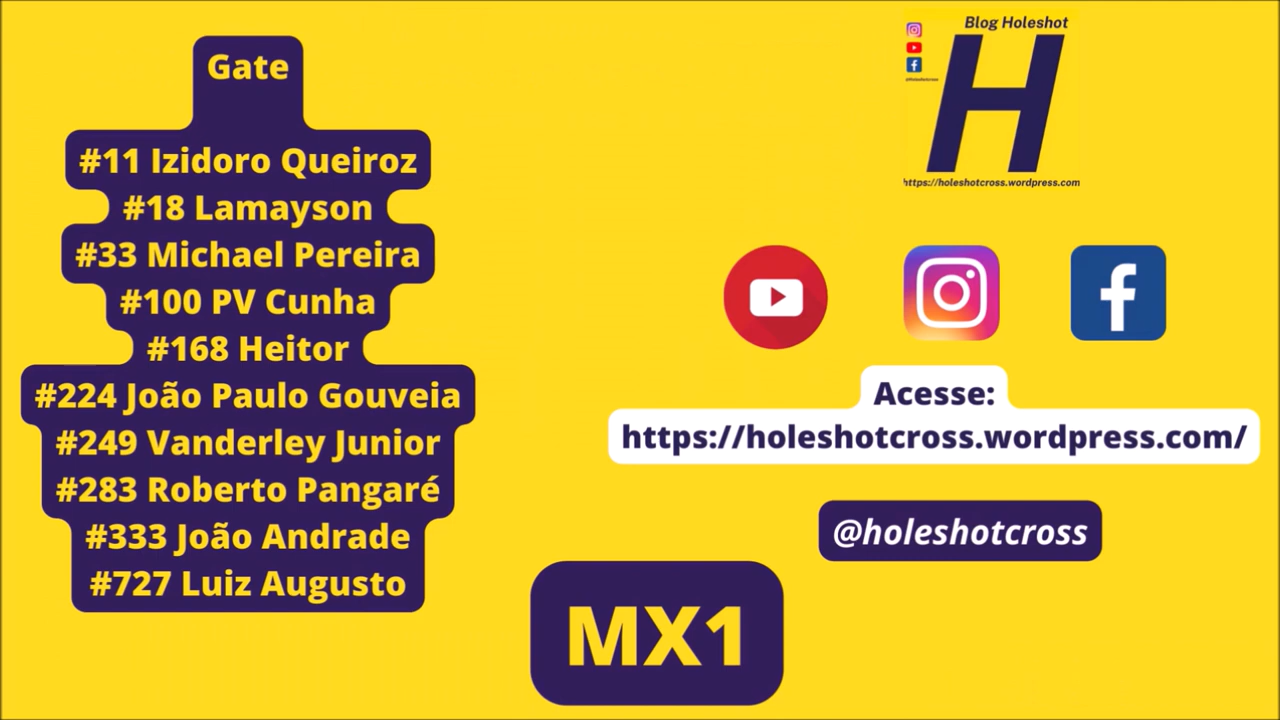 Gate
#11 Izidoro Queiroz
#18 Lamayson
#33 Michael Pereira
#100 PV Cunha
#168 Heitor
#224 João Paulo Gouveia
#249 Vanderley Junior
#283 Roberto Pangaré
#333 João Andrade
#727 Luiz Augusto
Blog Holeshot
@holeshotcross
H
https://holeshotcross.wordpress.com
Acesse:
https://holeshotcross.wordpress.com/
@holeshotcross
MX1